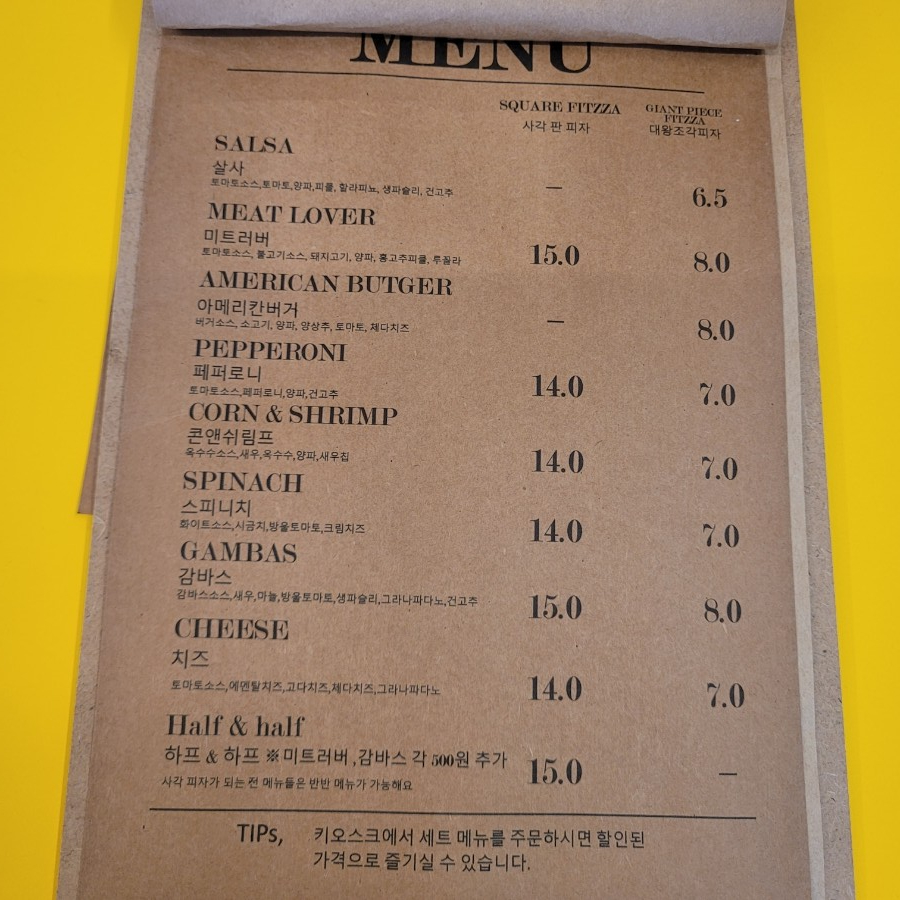 MENU
SQUARE FITZZA
사각 판 피자
GIANT PIECE
FITZZA
대왕조각피자
SALSA
살사
토마토소스,토마토,양파,피클, 할라피뇨, 생파슬리, 건고추
— 6.5
MEAT LOVER
미트러버
토마토소스, 불고기소스, 돼지고기, 양파, 홍고추피클, 루꼴라
15.0 8.0
AMERICAN BUTGER
아메리칸버거
버거소스, 소고기, 양파, 양상추, 토마토, 체다치즈
— 8.0
PEPPERONI
페퍼로니
토마토소스,페퍼로니,양파,건고추
14.0 7.0
CORN & SHRIMP
콘앤쉬림프
옥수수소스,새우,옥수수,양파,새우칩
14.0 7.0
SPINACH
스피니치
화이트소스,시금치,방울토마토,크림치즈
14.0 7.0
GAMBAS
감바스
감바스소스,새우,마늘,방울토마토,생파슬리,그라나파다노,건고추
15.0 8.0
CHEESE
치즈
토마토소스,에멘탈치즈,고다치즈,체다치즈,그라나파다노
14.0 7.0
Half & half
하프 & 하프 ※미트러버 ,감바스 각 500원 추가
사각 피자가 되는 전 메뉴들은 반반 메뉴가 가능해요
15.0 —
TIPs, 키오스크에서 세트 메뉴를 주문하시면 할인된
가격으로 즐기실 수 있습니다.